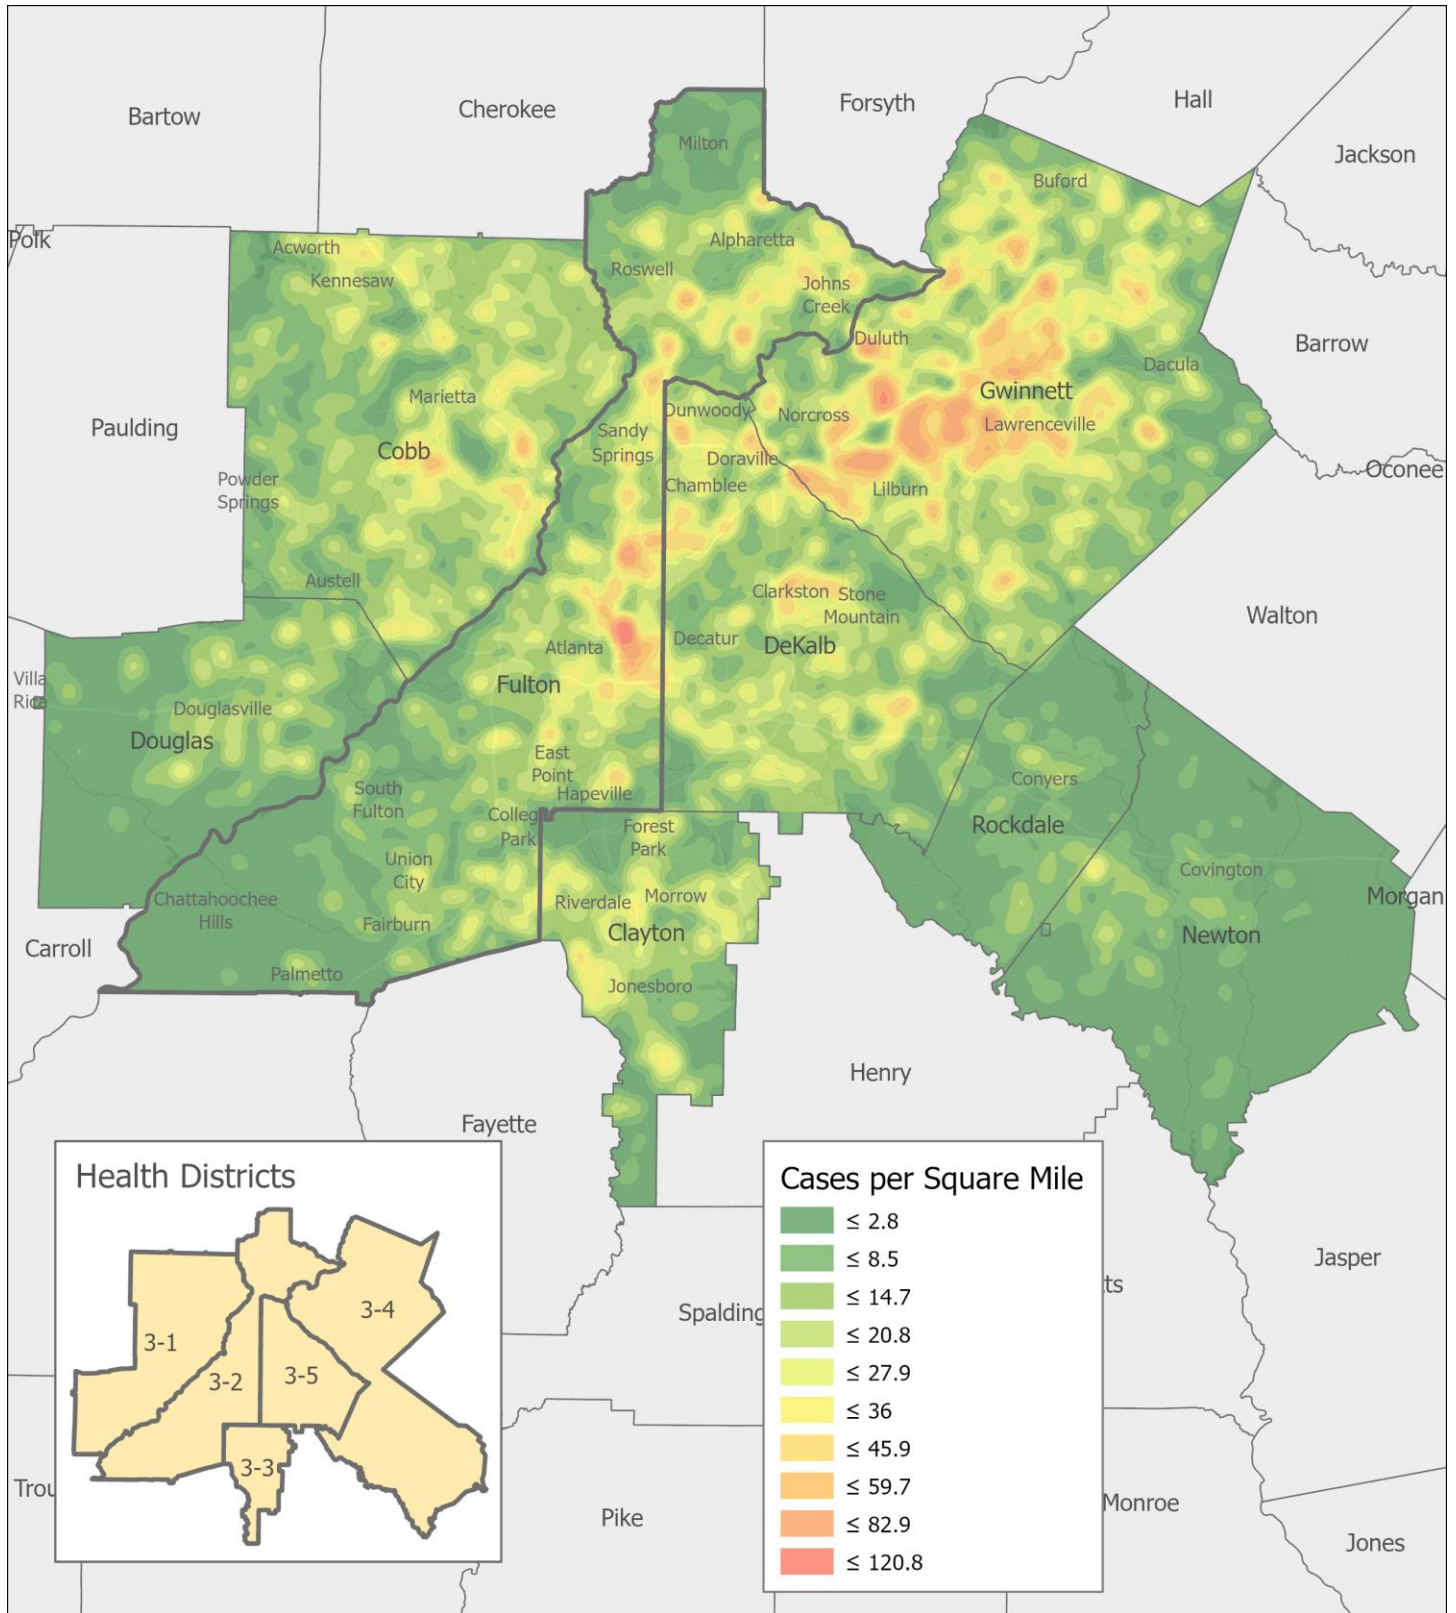 Bartow
Cherokee
Forsyth
Hall
Jackson
Milton
Buford
Polk
Acworth
Kennesaw
Alpharetta
Roswell
Johns
Creek
Duluth
Barrow
Dacula
Paulding
Marietta
Gwinnett
Dunwoody
Norcross
Lawrenceville
Cobb
Sandy
Springs
Doraville
Chamblee
Oconee
Powder
Springs
Lilburn
Austell
Clarkston
Stone
Mountain
Walton
Atlanta
Decatur
DeKalb
Villa
Rica
Fulton
Douglasville
Douglas
East
Point
Hapeville
South
Fulton
Conyers
Rockdale
Colleg
Park
Forest
Park
Union
City
Covington
Chattahoochee
Hills
Riverdale
Morrow
Morgan
Fairburn
Clayton
Newton
Carroll
Palmetto
Jonesboro
Henry
Fayette
Health Districts
3-1
3-2
3-3
3-4
3-5
Cases per Square Mile
≤ 2.8
≤ 8.5
≤ 14.7
≤ 20.8
≤ 27.9
≤ 36
≤ 45.9
≤ 59.7
≤ 82.9
≤ 120.8
Jasper
ts
Spalding
Trou
Pike
Monroe
Jones